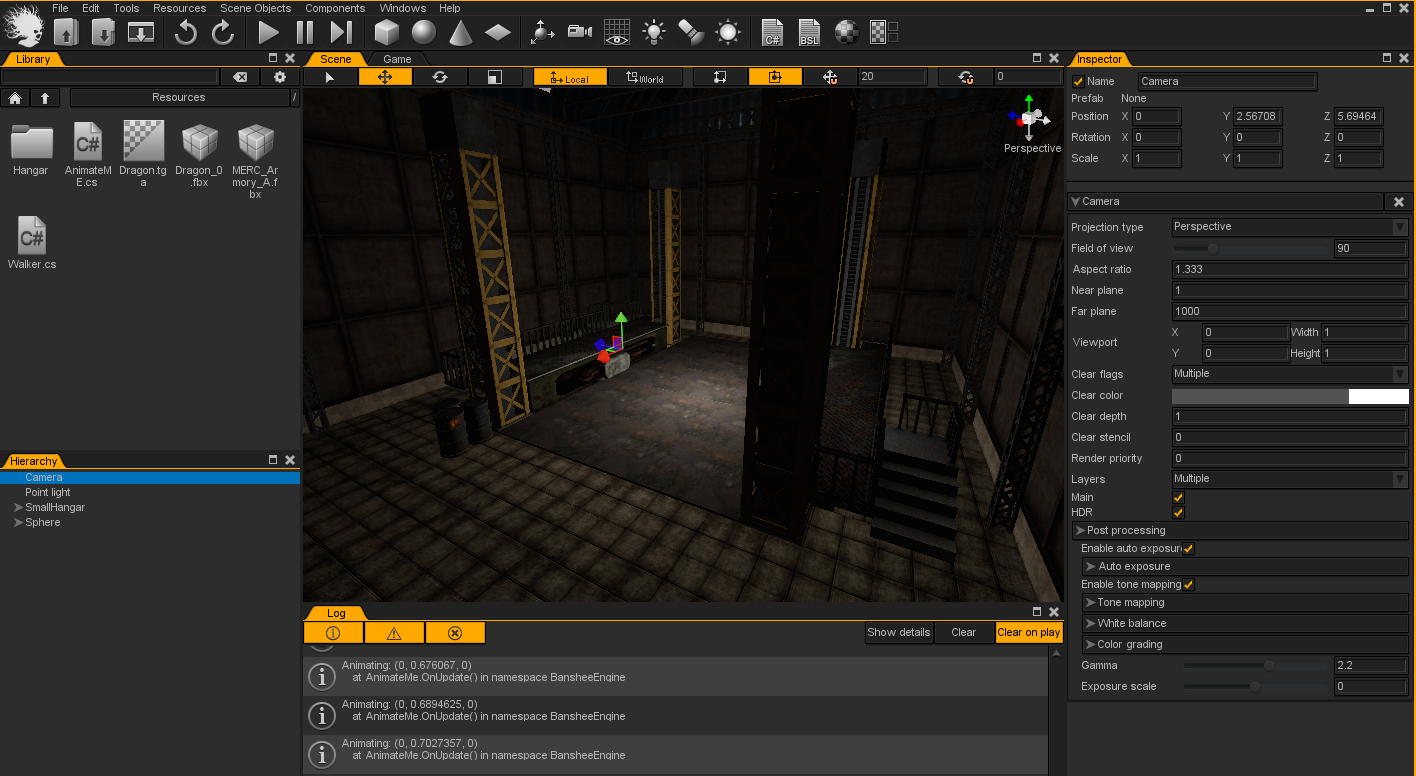 File Edit Tools Resources Scene Objects Components Windows Help
C# BSL
Library
Resources /
Hangar
C#
AnimateM
E.cs
Dragon.tg
a
Dragon_0
.fbx
MERC_Ar
mory_A.f
bx
C#
Walker.cs
Hierarchy
Camera
Point light
SmallHangar
Sphere
Scene Game
Local World 20 0
Perspective
Log
Show details Clear Clear on play
Animating: (0, 0.676067, 0)
at AnimateMe.OnUpdate() in namespace BansheeEngine
Animating: (0, 0.6894625, 0)
at AnimateMe.OnUpdate() in namespace BansheeEngine
Animating: (0, 0.7027357, 0)
at AnimateMe.OnUpdate() in namespace BansheeEngine
Inspector
Name Camera
Prefab None
Position X 0 Y 2.56708 Z 5.69464
Rotation X 0 Y 0 Z 0
Scale X 1 Y 1 Z 1
Camera
Projection type Perspective
Field of view 90
Aspect ratio 1.333
Near plane 1
Far plane 1000
Viewport X 0 Width 1
Y 0 Height 1
Clear flags Multiple
Clear color
Clear depth 1
Clear stencil 0
Render priority 0
Layers Multiple
Main
HDR
Post processing
Enable auto exposure
Auto exposure
Enable tone mapping
Tone mapping
White balance
Color grading
Gamma 2.2
Exposure scale 0